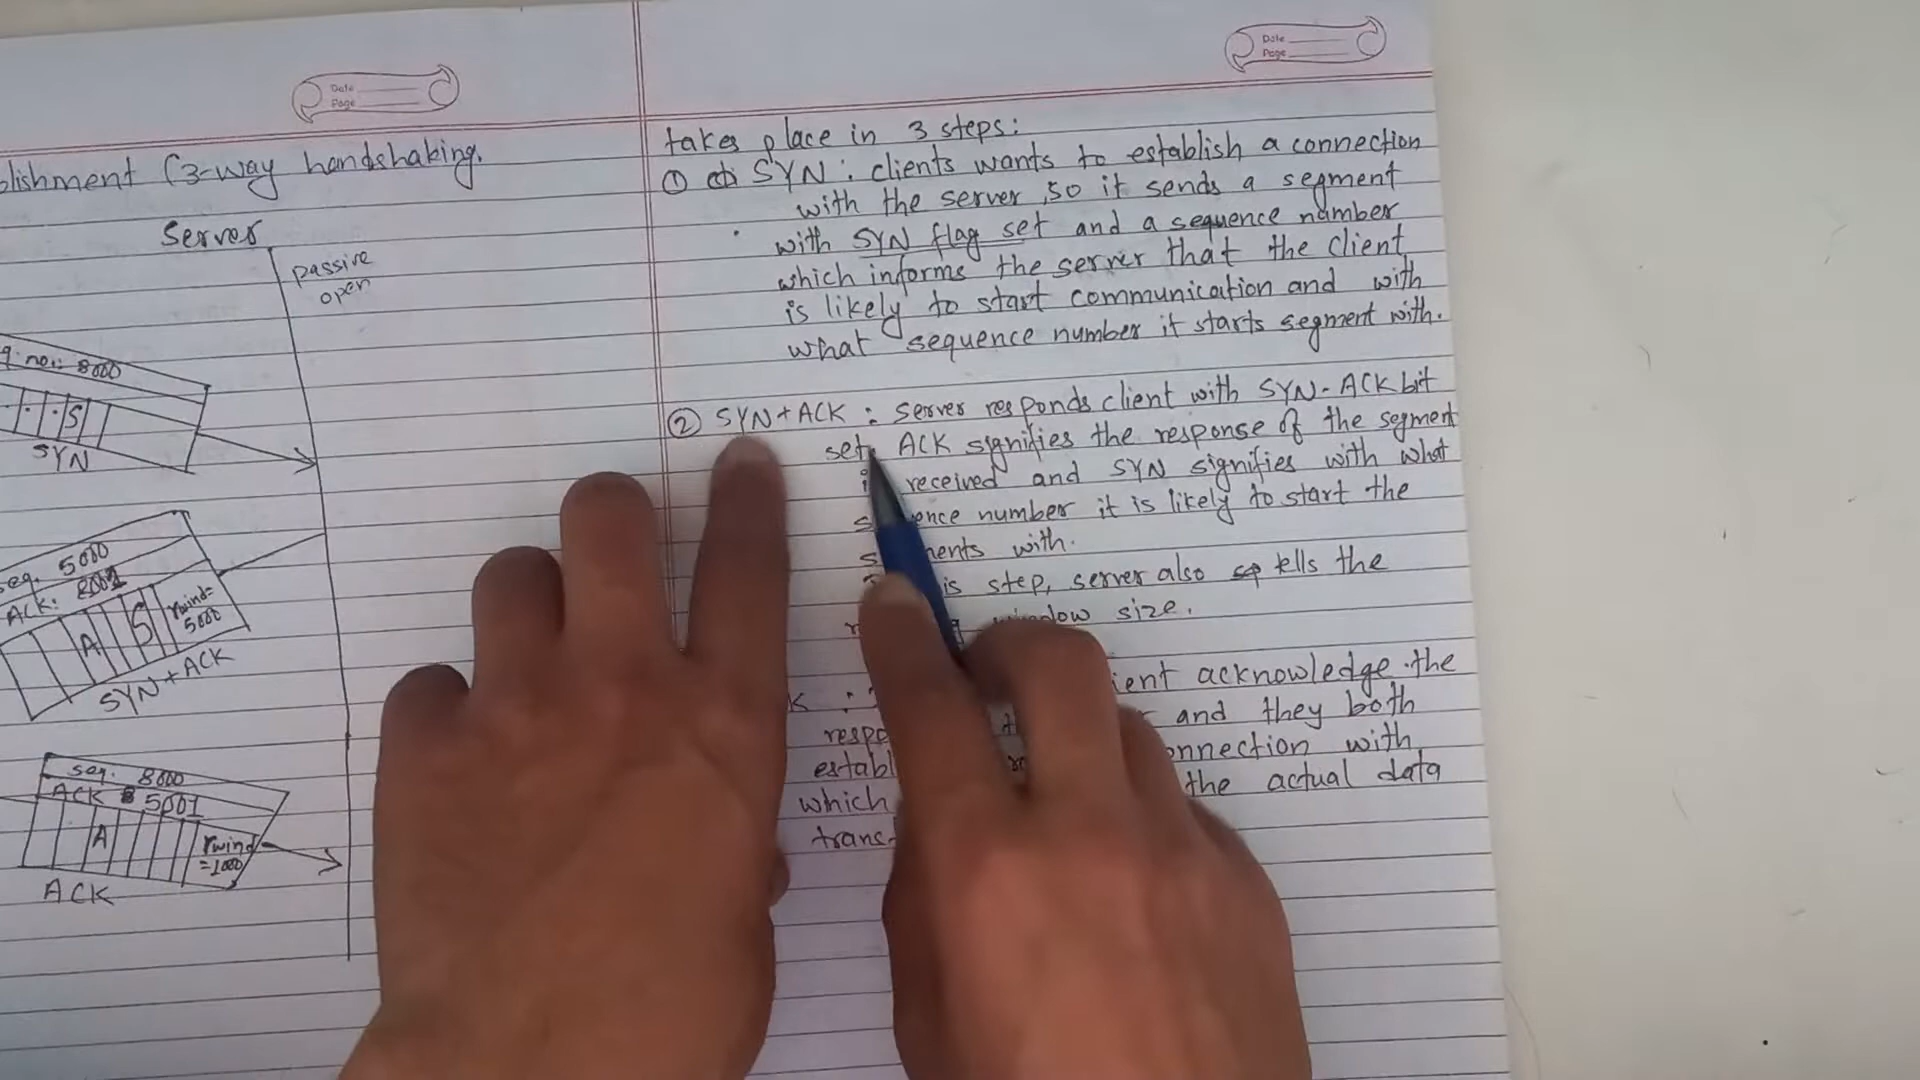 Date
Page
blishment (3-way handshaking.
Server
passive
open
no.: 8000
S
SYN
seq. 5000
ACK: 8001
A S rwind=
5000
SYN+ACK
seq. 8000
ACK 5001
A rwind
=1000
ACK
Date
Page
takes place in 3 steps:
① SYN: clients wants to establish a connection
with the server, so it sends a segment
with SYN flag set and a sequence number
which informs the server that the client
is likely to start communication and with
what sequence number it starts segment with.
② SYN+ACK: server responds client with SYN-ACK bit
set. ACK signifies the response of the segment
received and SYN signifies with what
number it is likely to start the
with.
step, server also tells the
size.
acknowledge the
and they both
with
which the actual data